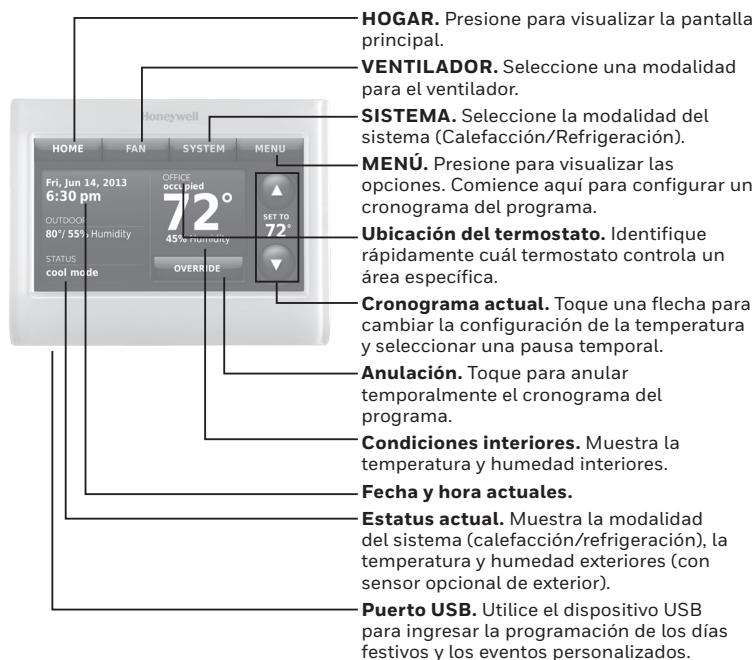 HOGAR. Presione para visualizar la pantalla
principal.
VENTILADOR. Seleccione una modalidad
para el ventilador.
SISTEMA. Seleccione la modalidad del
sistema (Calefacción/Refrigeración).
MENÚ. Presione para visualizar las
opciones. Comience aquí para configurar un
cronograma del programa.
Ubicación del termostato. Identifique
rápidamente cuál termostato controla un
área específica.
Cronograma actual. Toque una flecha para
cambiar la configuración de la temperatura
y seleccionar una pausa temporal.
Anulación. Toque para anular
temporalmente el cronograma del
programa.
Condiciones interiores. Muestra la
temperatura y humedad interiores.
Fecha y hora actuales.
Estatus actual. Muestra la modalidad
del sistema (calefacción/refrigeración), la
temperatura y humedad exteriores (con
sensor opcional de exterior).
Puerto USB. Utilice el dispositivo USB
para ingresar la programación de los días
festivos y los eventos personalizados.
Honeywell
HOME FAN SYSTEM MENU
Fri, Jun 14, 2013
6:30 pm
OUTDOOR
80°/ 55% Humidity
STATUS
cool mode
OFFICE
occupied
72°
45% Humidity
OVERRIDE
SET TO
72°